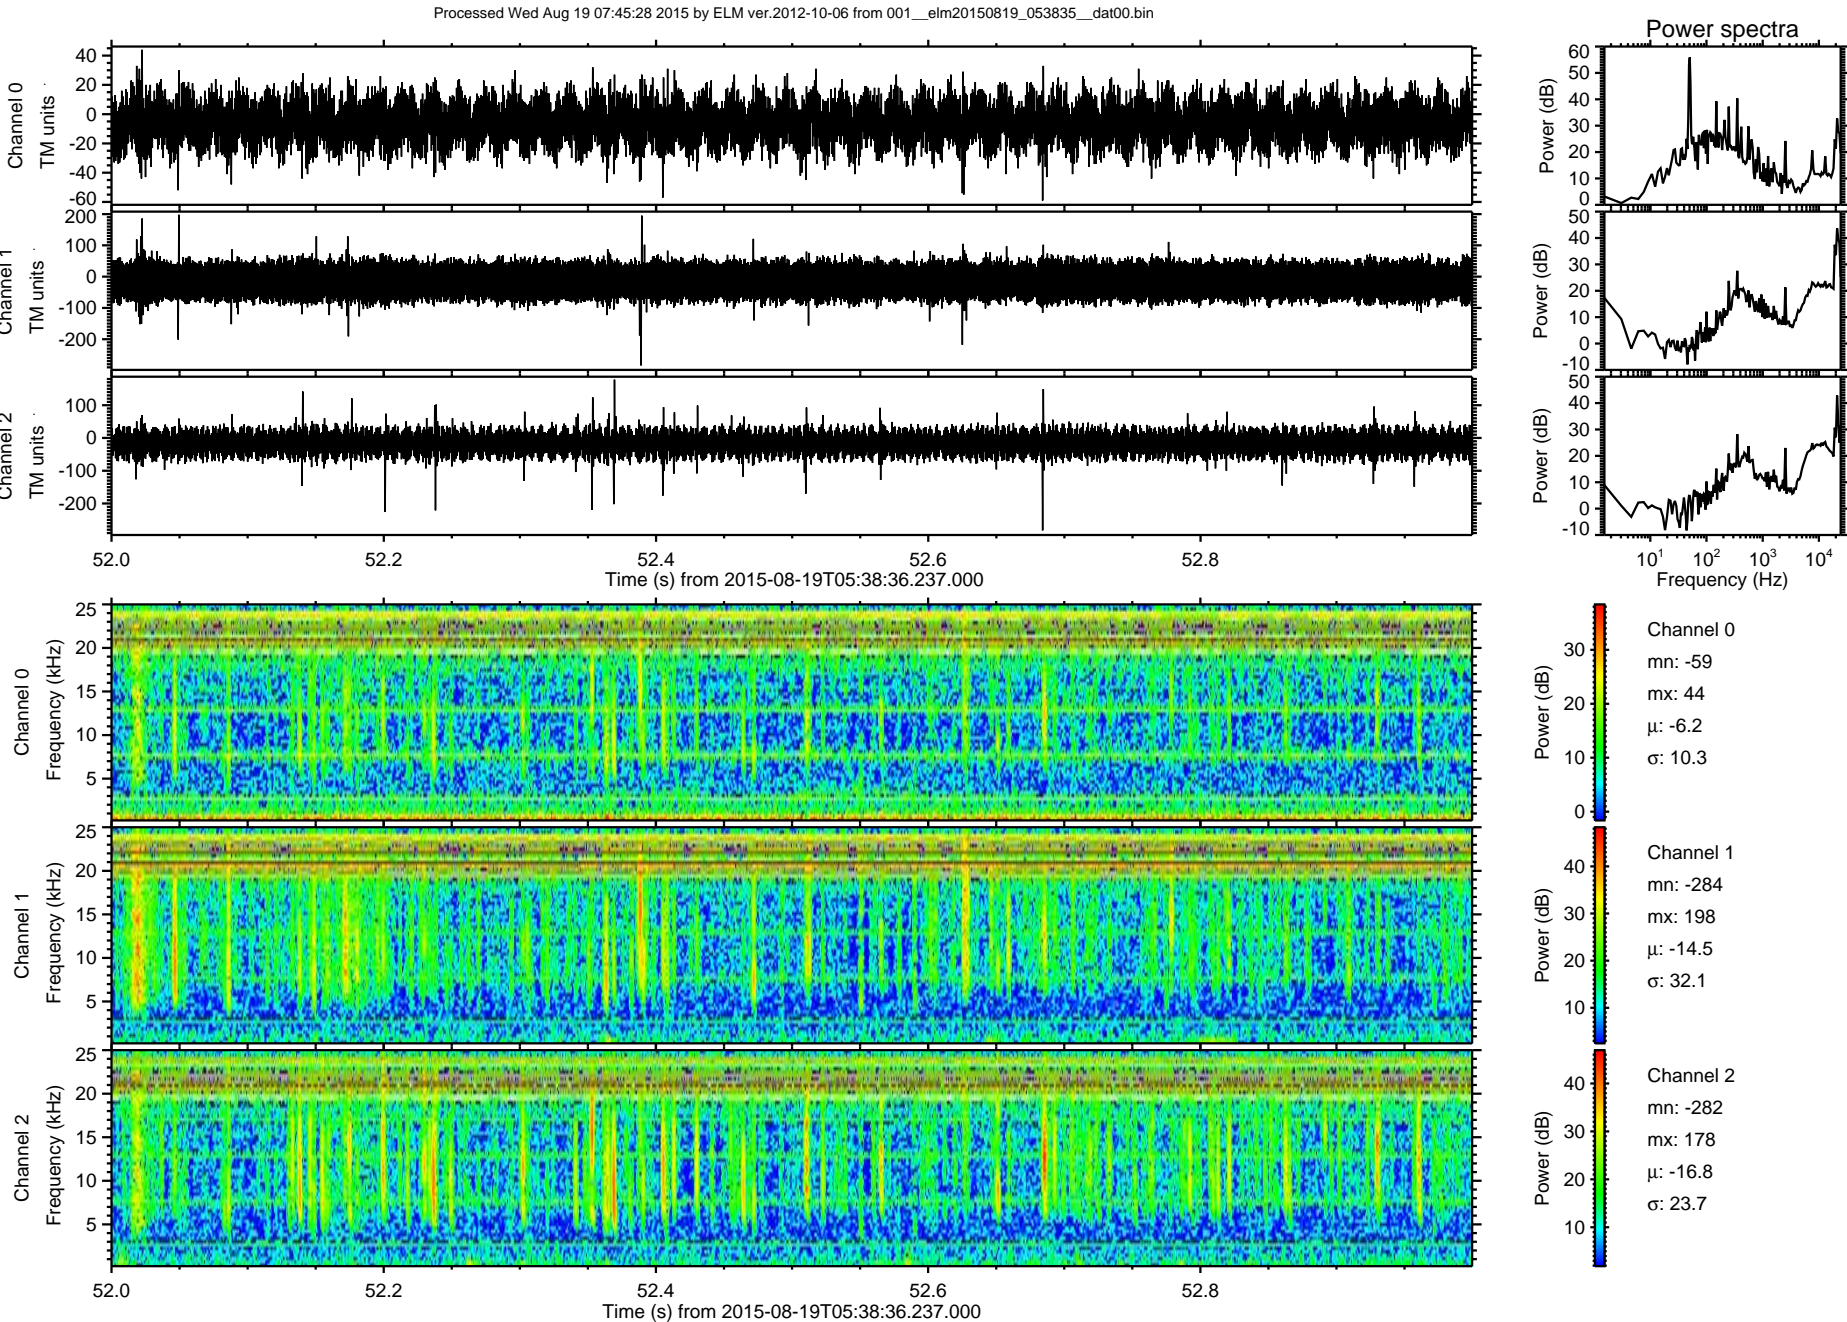 Processed Wed Aug 19 07:45:28 2015 by ELM ver.2012-10-06 from 001__elm20150819_053835__dat00.bin
Power spectra
Channel 0
TM units
40
20
0
-20
-40
-60
Power (dB)
60
50
40
30
20
10
0
Channel 1
TM units
200
100
0
-100
-200
Power (dB)
50
40
30
20
10
0
-10
Channel 2
TM units
100
0
-100
-200
Power (dB)
50
40
30
20
10
0
-10
52.0 52.2 52.4 52.6 52.8
Time (s) from 2015-08-19T05:38:36.237.000
10^1 10^2 10^3 10^4
Frequency (Hz)
Channel 0
Frequency (kHz)
25
20
15
10
5
Power (dB)
30
20
10
0
Channel 0
mn: -59
mx: 44
μ: -6.2
σ: 10.3
Channel 1
Frequency (kHz)
25
20
15
10
5
Power (dB)
40
30
20
10
Channel 1
mn: -284
mx: 198
μ: -14.5
σ: 32.1
Channel 2
Frequency (kHz)
25
20
15
10
5
Power (dB)
40
30
20
10
Channel 2
mn: -282
mx: 178
μ: -16.8
σ: 23.7
52.0 52.2 52.4 52.6 52.8
Time (s) from 2015-08-19T05:38:36.237.000